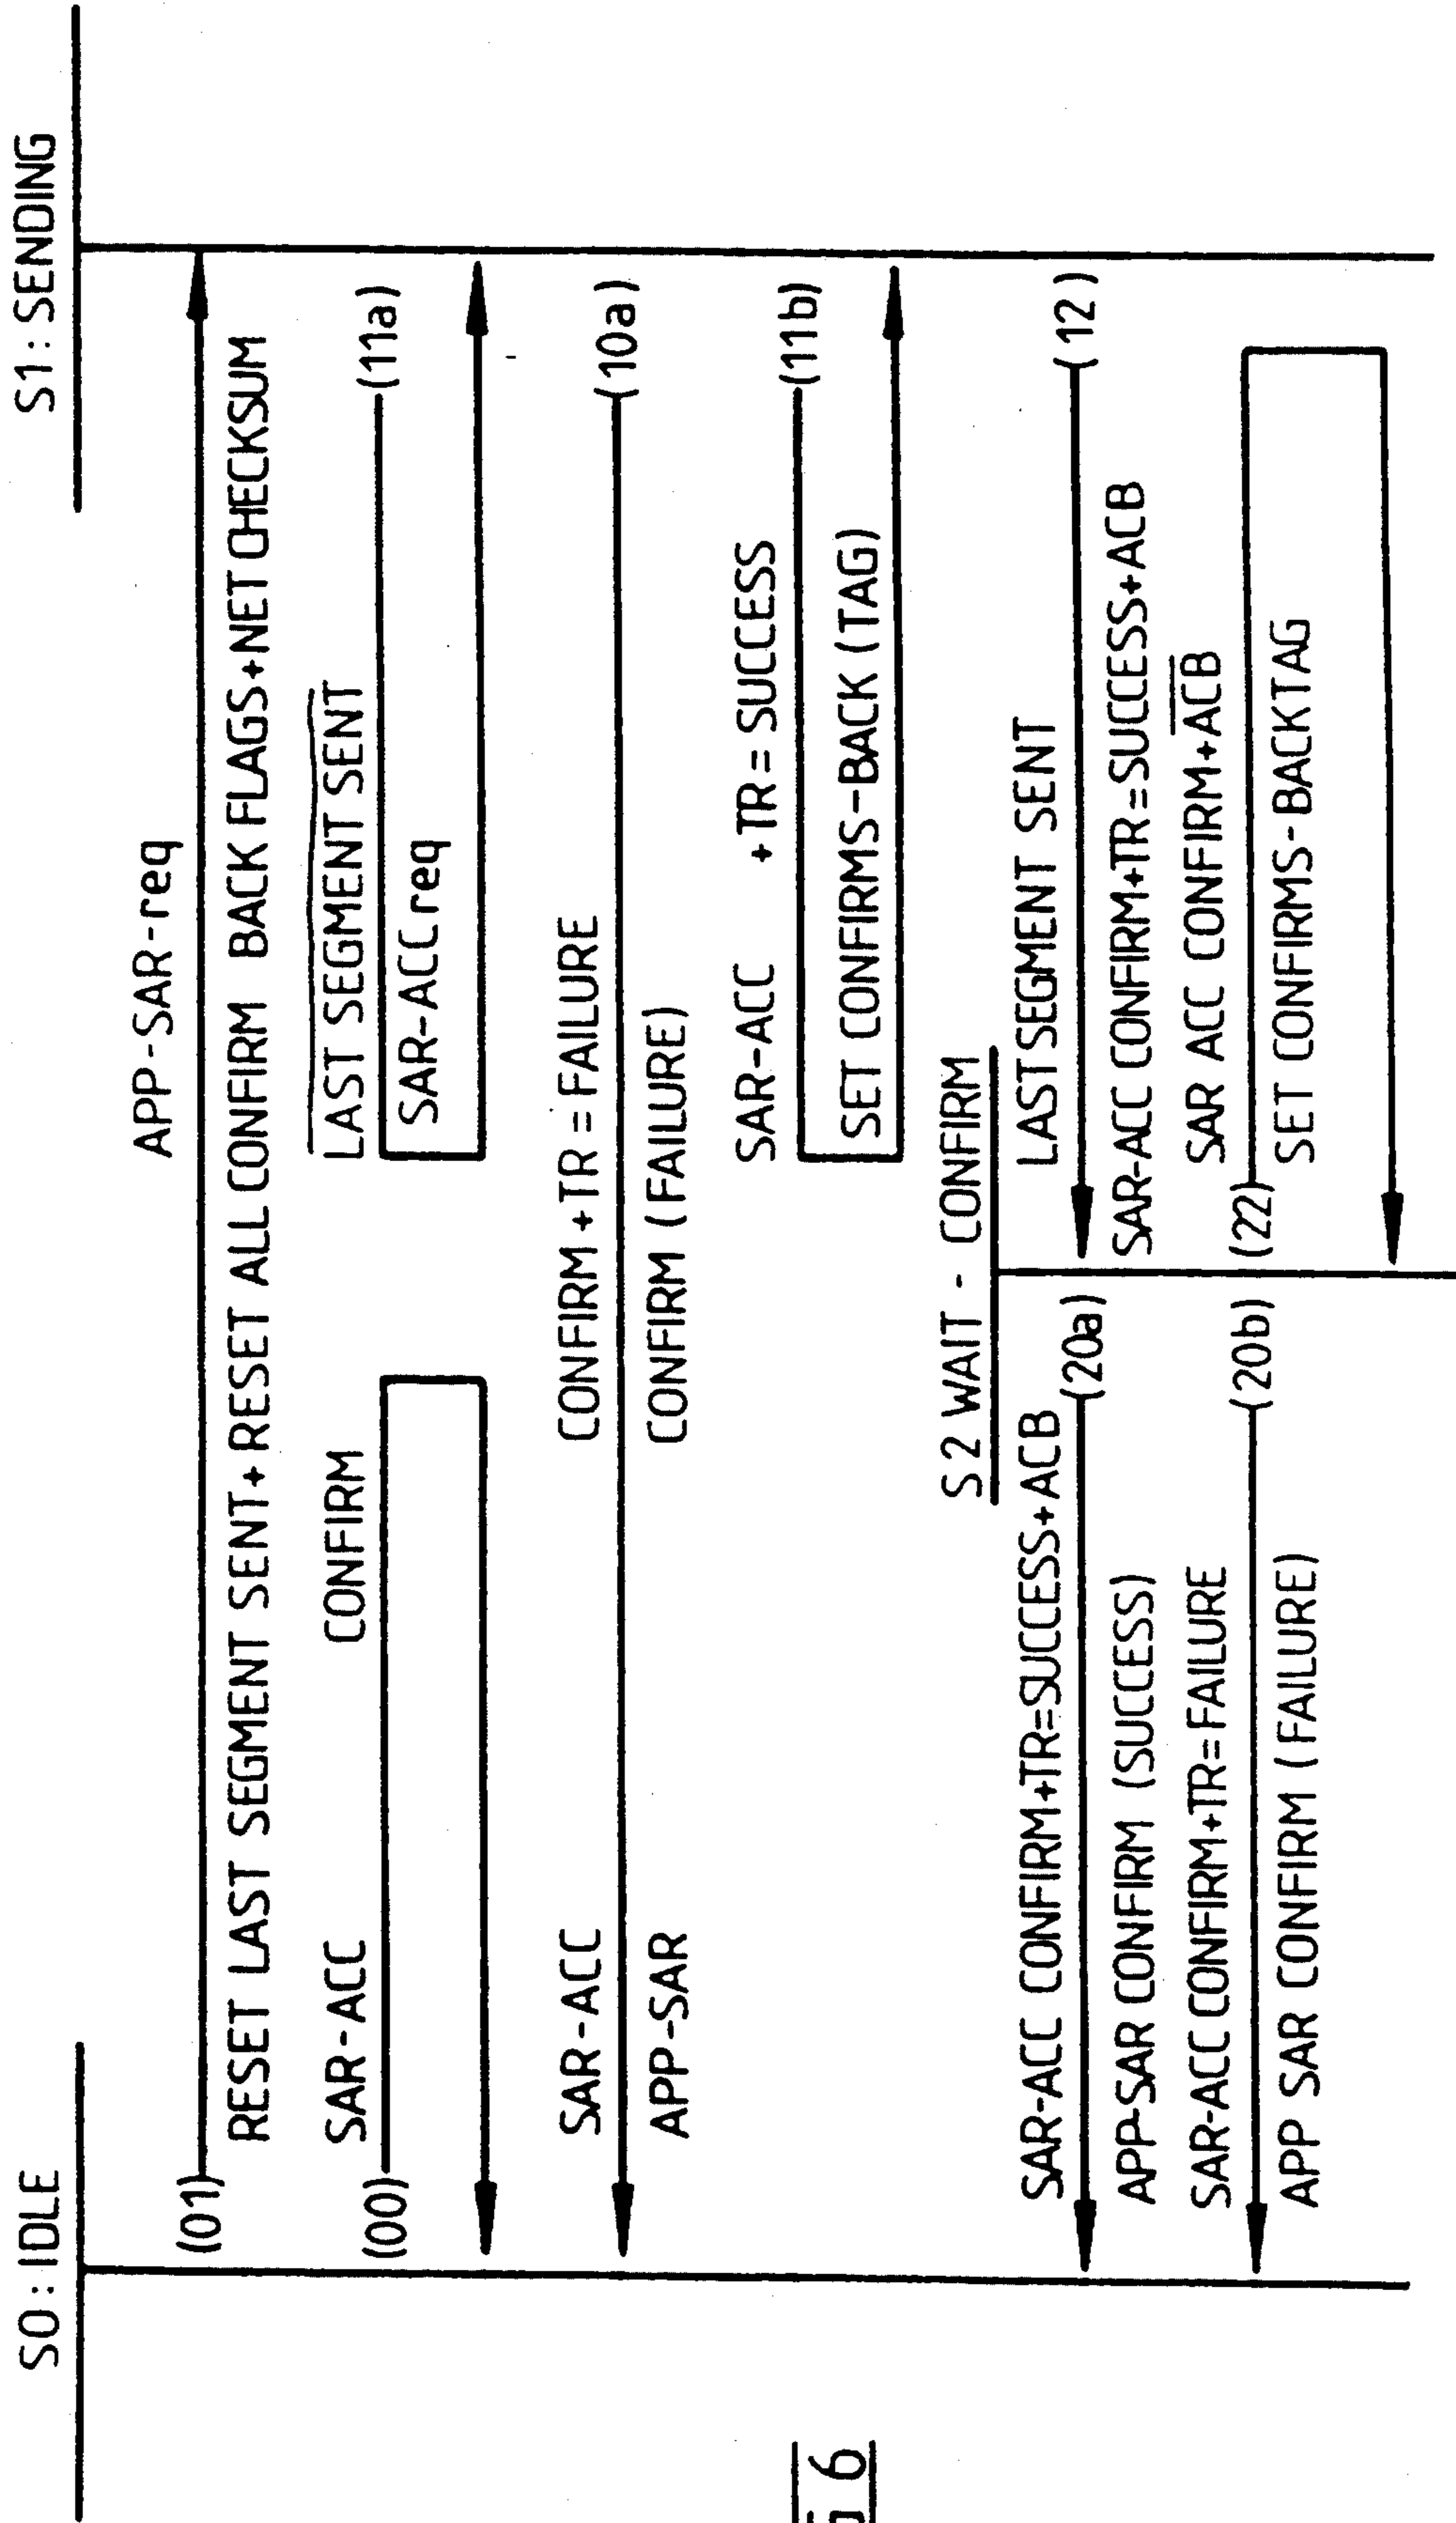 S0 : IDLE
S1 : SENDING
APP-SAR-req
(01)
RESET LAST SEGMENT SENT+RESET ALL CONFIRM BACK FLAGS+NET CHECKSUM
SAR-ACC CONFIRM
(00)
LAST SEGMENT SENT
(11a)
SAR-ACC req
SAR-ACC CONFIRM+TR=FAILURE
(10a)
APP-SAR CONFIRM (FAILURE)
SAR-ACC +TR=SUCCESS
(11b)
SET CONFIRMS-BACK (TAG)
S2 WAIT - CONFIRM
SAR-ACC CONFIRM+TR=SUCCESS+ACB
(20a)
APP-SAR CONFIRM (SUCCESS)
SAR-ACC CONFIRM+TR=FAILURE
(20b)
APP SAR CONFIRM (FAILURE)
LAST SEGMENT SENT
(12)
SAR-ACC CONFIRM+TR=SUCCESS+ACB
SAR ACC CONFIRM+A̅C̅B̅
(22)
SET CONFIRMS-BACKTAG
6